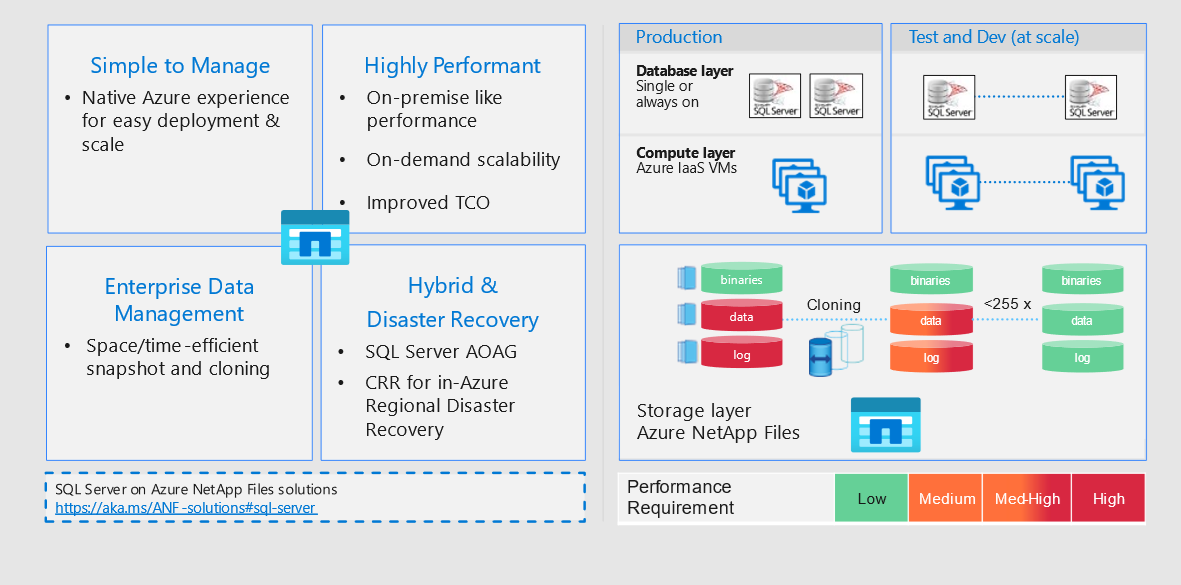 Simple to Manage
• Native Azure experience
for easy deployment &
scale
Highly Performant
• On-premise like
performance
• On-demand scalability
• Improved TCO
Enterprise Data
Management
• Space/time-efficient
snapshot and cloning
Hybrid &
Disaster Recovery
• SQL Server AOAG
• CRR for in-Azure
Regional Disaster
Recovery
SQL Server on Azure NetApp Files solutions
https://aka.ms/ANF-solutions#sql-server
Production
Database layer
Single or
always on
SQL Server
SQL Server
Compute layer
Azure IaaS VMs
Test and Dev (at scale)
SQL Server
SQL Server
binaries
data
log
Cloning
binaries
data
log
<255 x
binaries
data
log
Storage layer
Azure NetApp Files
Performance
Requirement
Low
Medium
Med-High
High